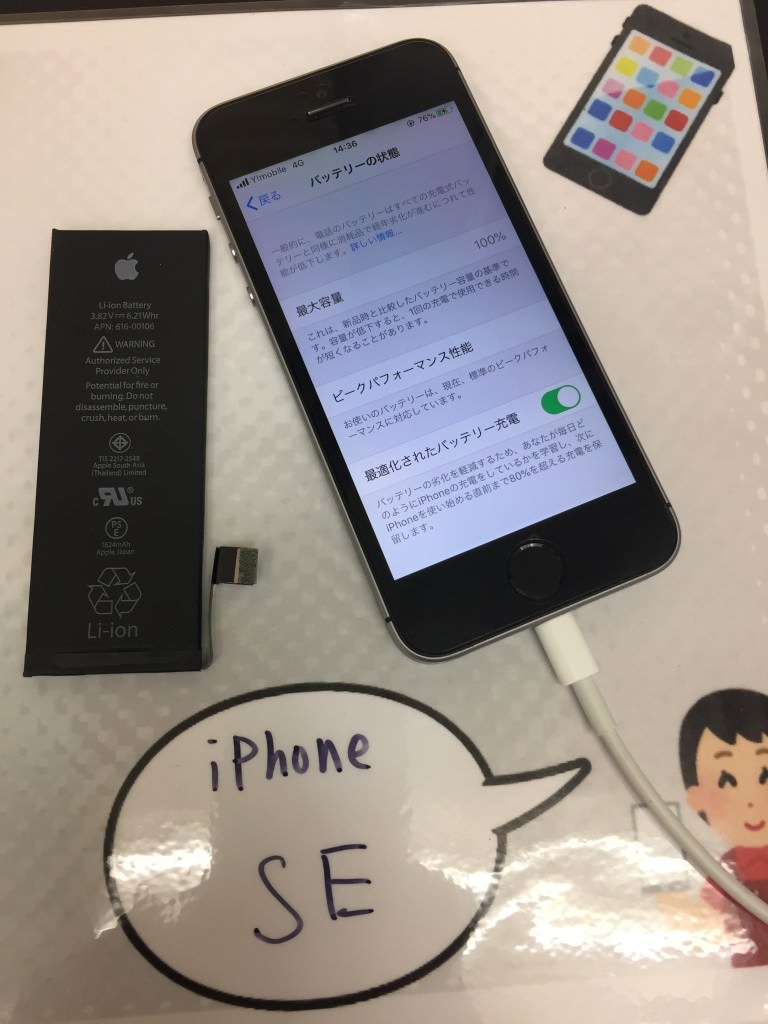 Y!mobile 4G 14:36 76%
戻る バッテリーの状態
一般的に、電話のバッテリーはすべての充電式バッ
テリーと同様に消耗品で経年劣化が進むにつれて性
能が低下します。詳しい情報...
最大容量 100%
これは、新品時と比較したバッテリー容量の基準で
す。容量が低下すると、1回の充電で使用できる時間
が短くなることがあります。
ピークパフォーマンス性能
お使いのバッテリーは、現在、標準のピークパフォ
ーマンスに対応しています。
最適化されたバッテリー充電
バッテリーの劣化を軽減するため、あなたが毎日ど
のようにiPhoneの充電をしているかを学習し、次に
iPhoneを使い始める直前まで80%を超える充電を保
留します。
Li-ion Battery
3.82V⎓6.21Whr
APN: 616-00106
WARNING
Authorized Service
Provider Only
Potential for fire or
burning. Do not
disassemble, puncture,
crush, heat, or burn.
TIS 2217-2548
Apple South Asia
(Thailand) Limited
c RU US
PS
E
1624mAh
Apple Japan
Li-ion
iPhone
SE